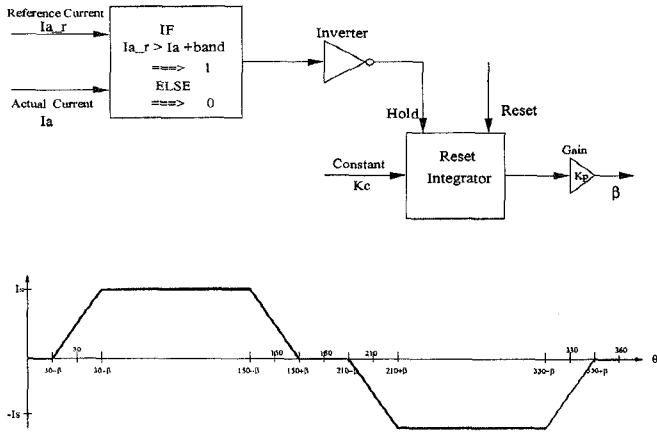 Reference Current
Ia_r
IF
Ia_r > Ia +band
===> 1
ELSE
===> 0
Actual Current
Ia
Inverter
Hold
Reset
Constant
Kc
Reset
Integrator
Gain
Kp
β
Is
30
150
180
210
330
360
θ
30-β
30-β
150-β
150+β
210-β
210+β
330-β
330+β
-Is